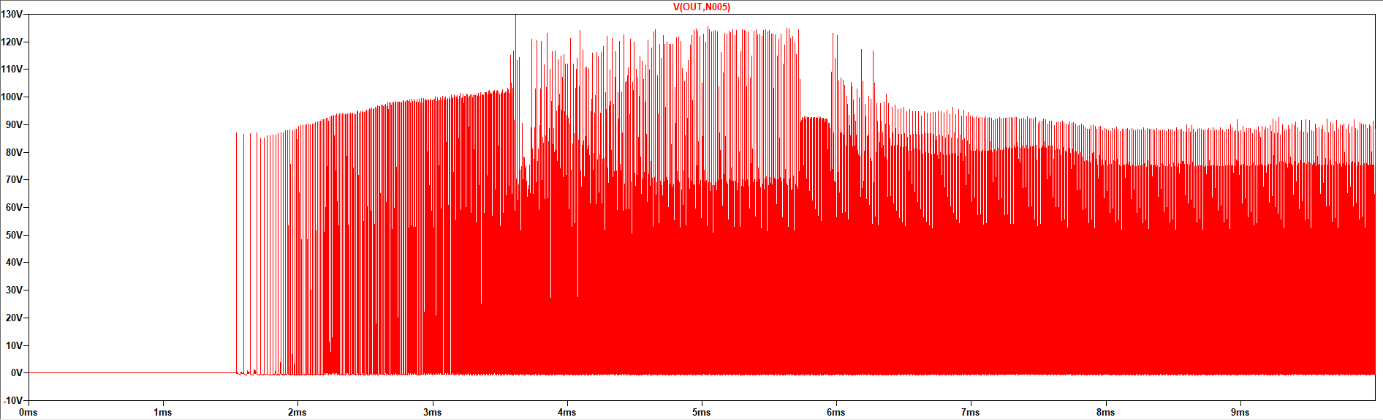 V(OUT,N005)
130V
120V
110V
100V
90V
80V
70V
60V
50V
40V
30V
20V
10V
0V
-10V
0ms 1ms 2ms 3ms 4ms 5ms 6ms 7ms 8ms 9ms